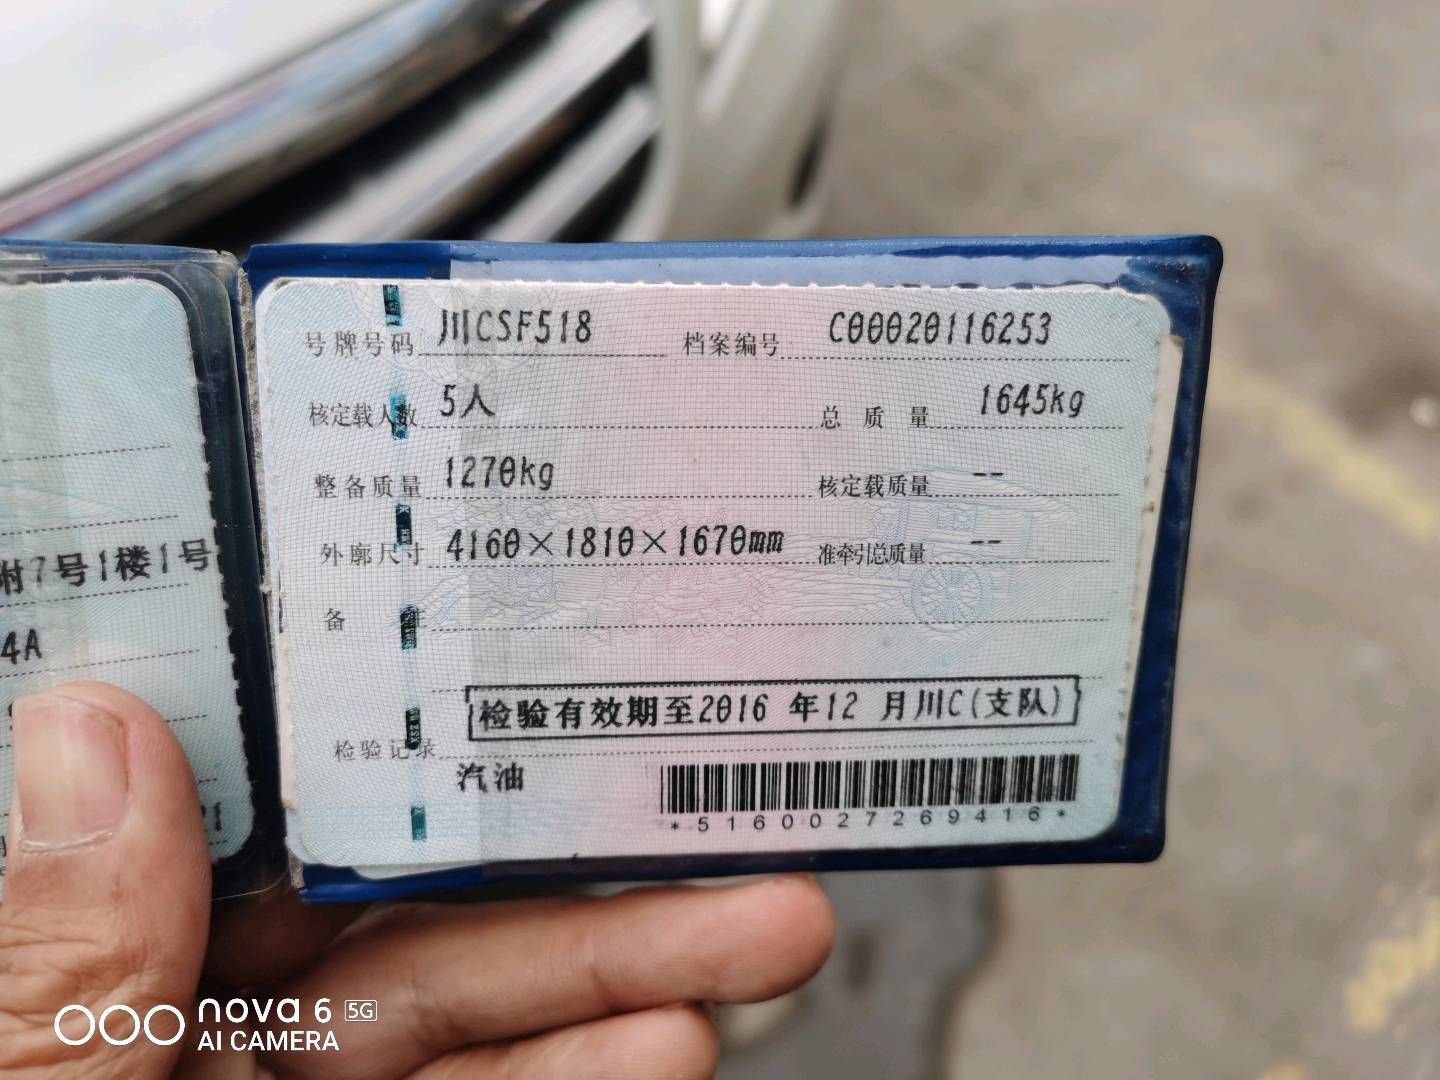 号牌号码 川CSF518 档案编号 C00020116253
核定载人数 5人 总质量 1645kg
整备质量 1270kg 核定载质量 --
外廓尺寸 4160×1810×1670mm 准牵引总质量 --
备注
检验有效期至2016 年12 月川C(支队)
检验记录
汽油
*5160027269416*
附7号1楼1号
4A
nova 6 5G
AI CAMERA